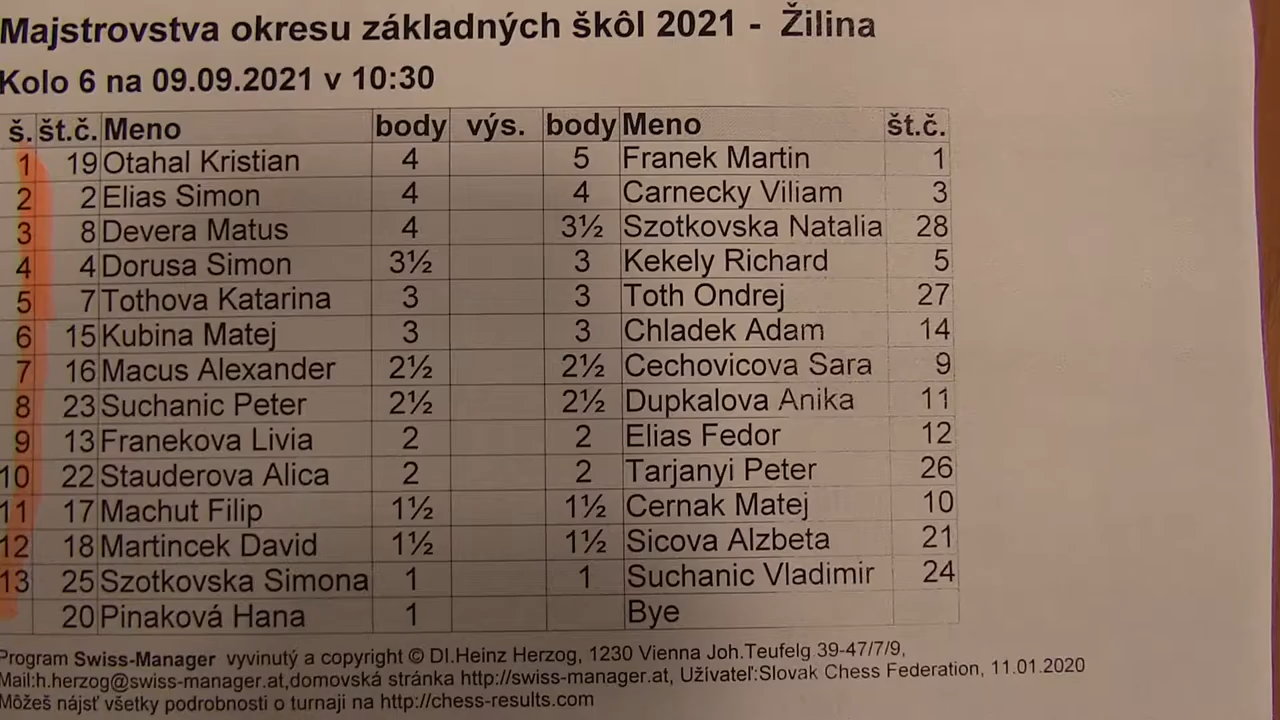 Majstrovstva okresu základných škôl 2021 - Žilina
Kolo 6 na 09.09.2021 v 10:30
š. št.č. Meno body výs. body Meno št.č.
1 19 Otahal Kristian 4 5 Franek Martin 1
2 2 Elias Simon 4 4 Carnecky Viliam 3
3 8 Devera Matus 4 3½ Szotkovska Natalia 28
4 4 Dorusa Simon 3½ 3 Kekely Richard 5
5 7 Tothova Katarina 3 3 Toth Ondrej 27
6 15 Kubina Matej 3 3 Chladek Adam 14
7 16 Macus Alexander 2½ 2½ Cechovicova Sara 9
8 23 Suchanic Peter 2½ 2½ Dupkalova Anika 11
9 13 Franekova Livia 2 2 Elias Fedor 12
10 22 Stauderova Alica 2 2 Tarjanyi Peter 26
11 17 Machut Filip 1½ 1½ Cernak Matej 10
12 18 Martincek David 1½ 1½ Sicova Alzbeta 21
13 25 Szotkovska Simona 1 1 Suchanic Vladimir 24
20 Pinaková Hana 1 Bye
Program Swiss-Manager vyvinutý a copyright © DI.Heinz Herzog, 1230 Vienna Joh.Teufelg 39-47/7/9,
Mail:h.herzog@swiss-manager.at,domovská stránka http://swiss-manager.at, Užívateľ:Slovak Chess Federation, 11.01.2020
Môžeš nájsť všetky podrobnosti o turnaji na http://chess-results.com